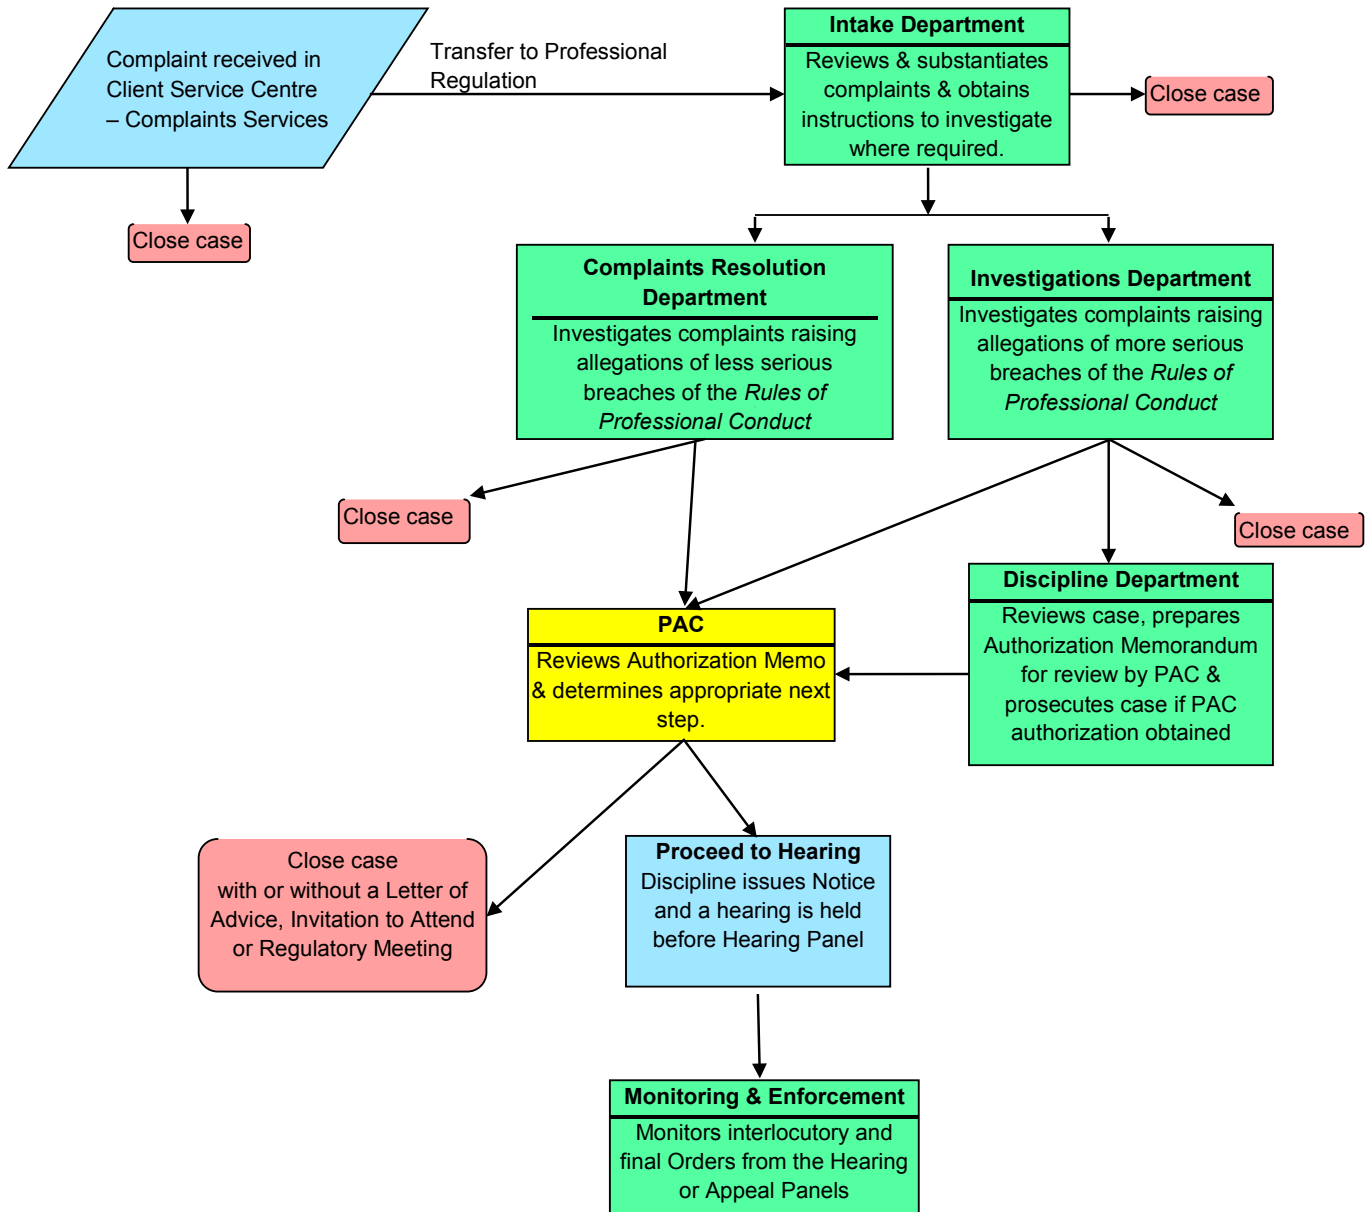 Complaint received in
Client Service Centre
– Complaints Services
Transfer to Professional
Regulation
Intake Department
Reviews & substantiates
complaints & obtains
instructions to investigate
where required.
Close case
Close case
Complaints Resolution
Department
Investigates complaints raising
allegations of less serious
breaches of the Rules of
Professional Conduct
Investigations Department
Investigates complaints raising
allegations of more serious
breaches of the Rules of
Professional Conduct
Close case
Close case
Discipline Department
Reviews case, prepares
Authorization Memorandum
for review by PAC &
prosecutes case if PAC
authorization obtained
PAC
Reviews Authorization Memo
& determines appropriate next
step.
Close case
with or without a Letter of
Advice, Invitation to Attend
or Regulatory Meeting
Proceed to Hearing
Discipline issues Notice
and a hearing is held
before Hearing Panel
Monitoring & Enforcement
Monitors interlocutory and
final Orders from the Hearing
or Appeal Panels